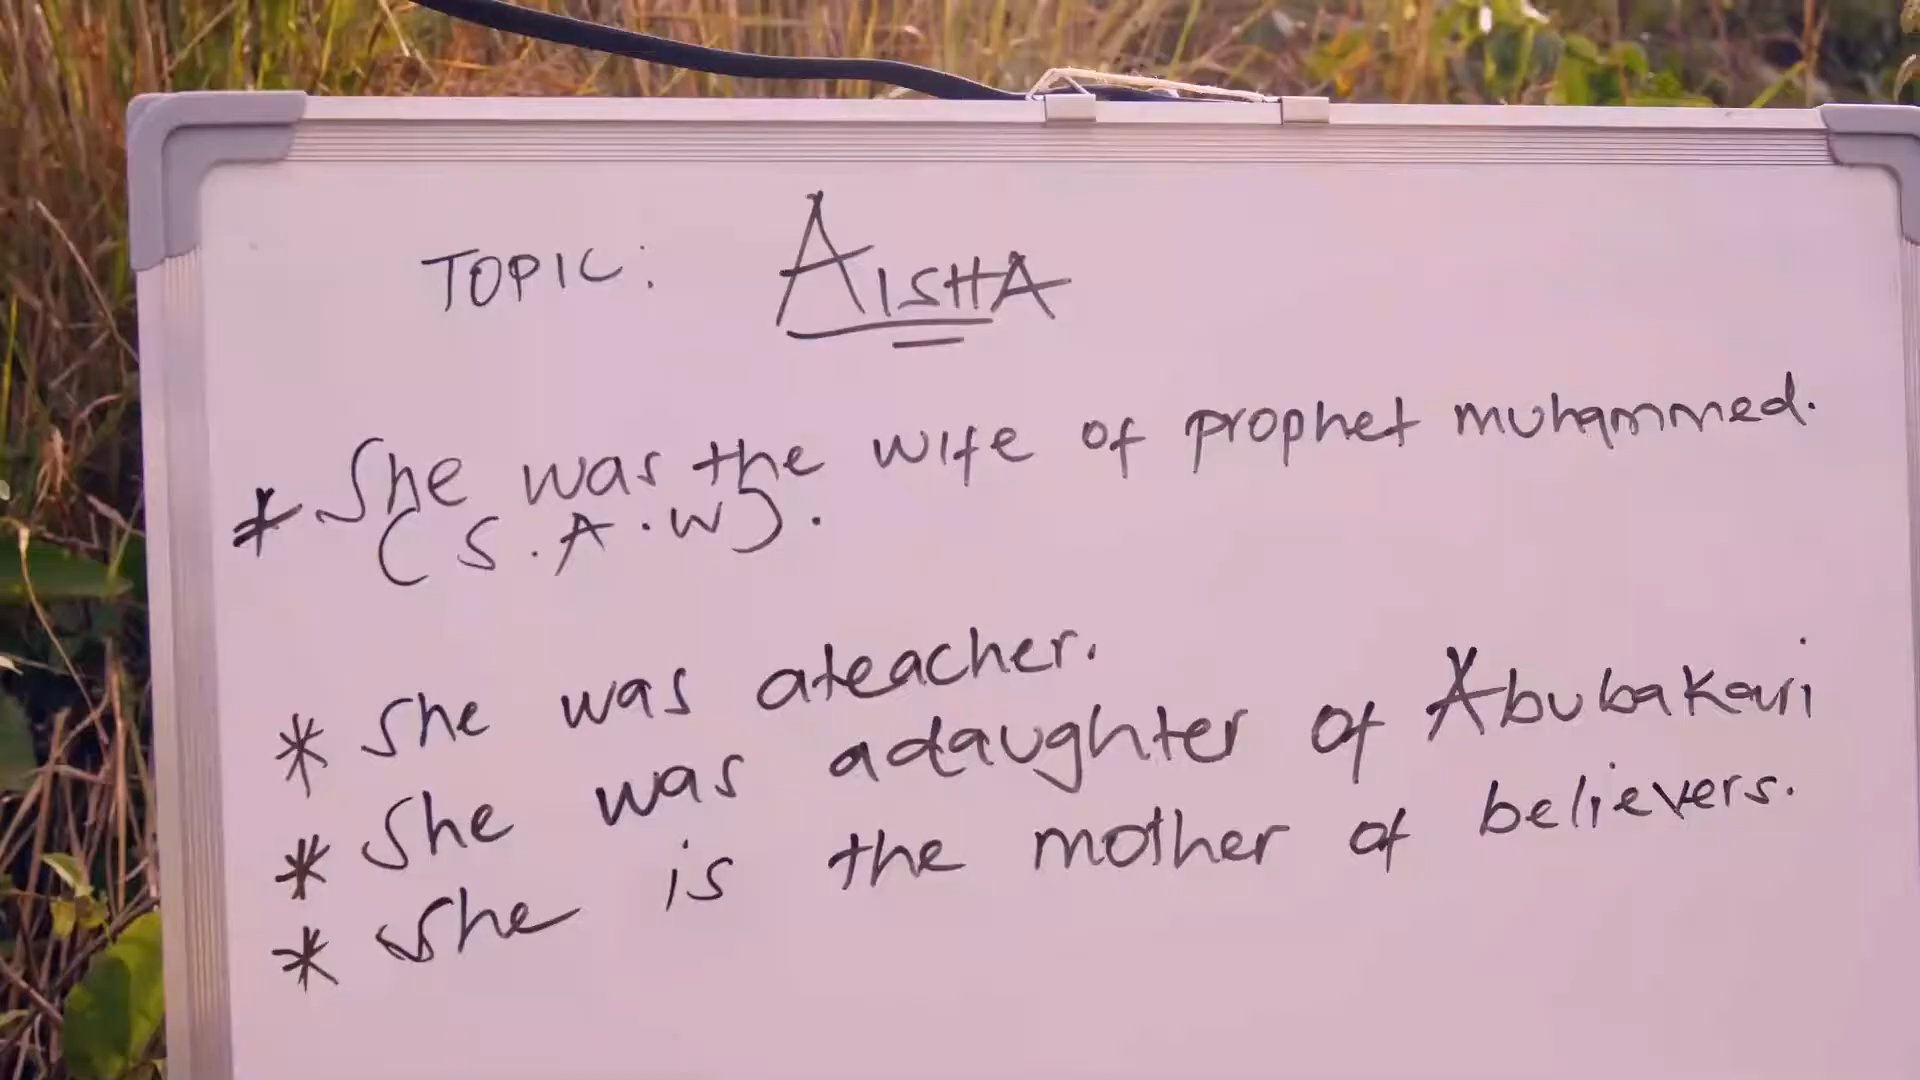 TOPIC: AISHA
* She was the wife of prophet muhammed.
(S.A.W).
* She was ateacher.
* She was adaughter of Abubakari
* She is the mother of believers.